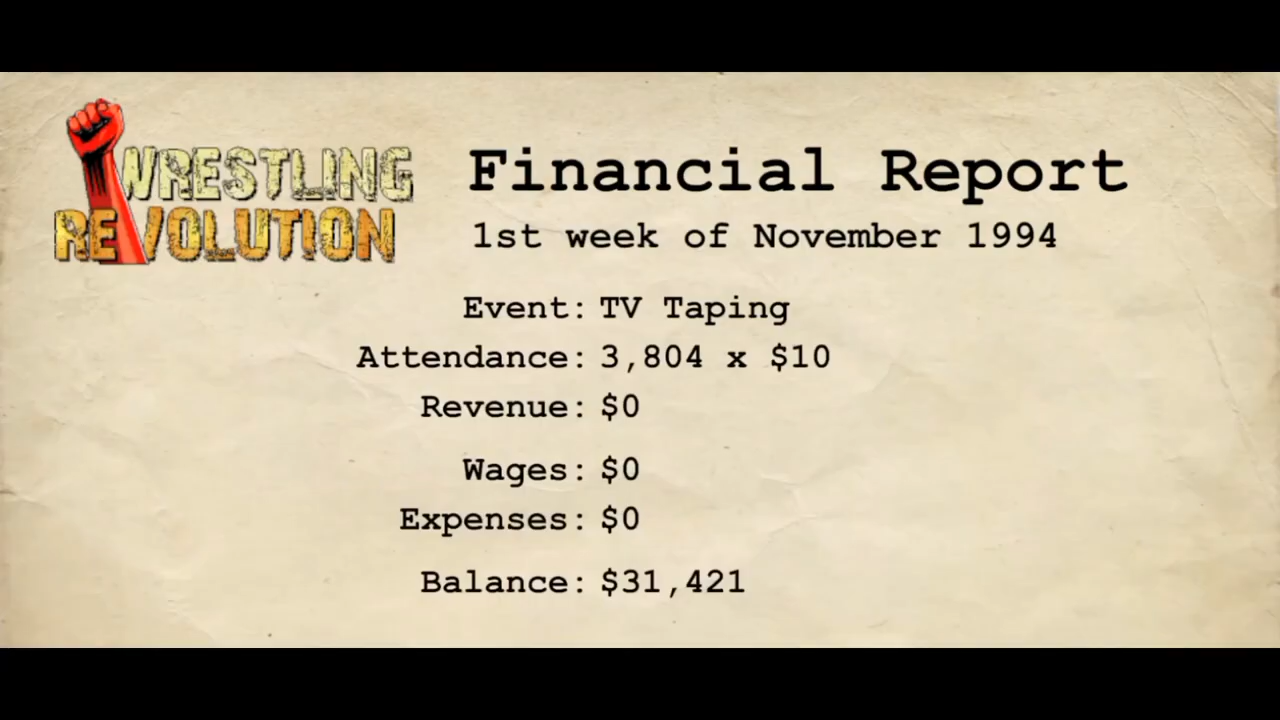 WRESTLING
REVOLUTION
Financial Report
1st week of November 1994
Event: TV Taping
Attendance: 3,804 x $10
Revenue: $0
Wages: $0
Expenses: $0
Balance: $31,421